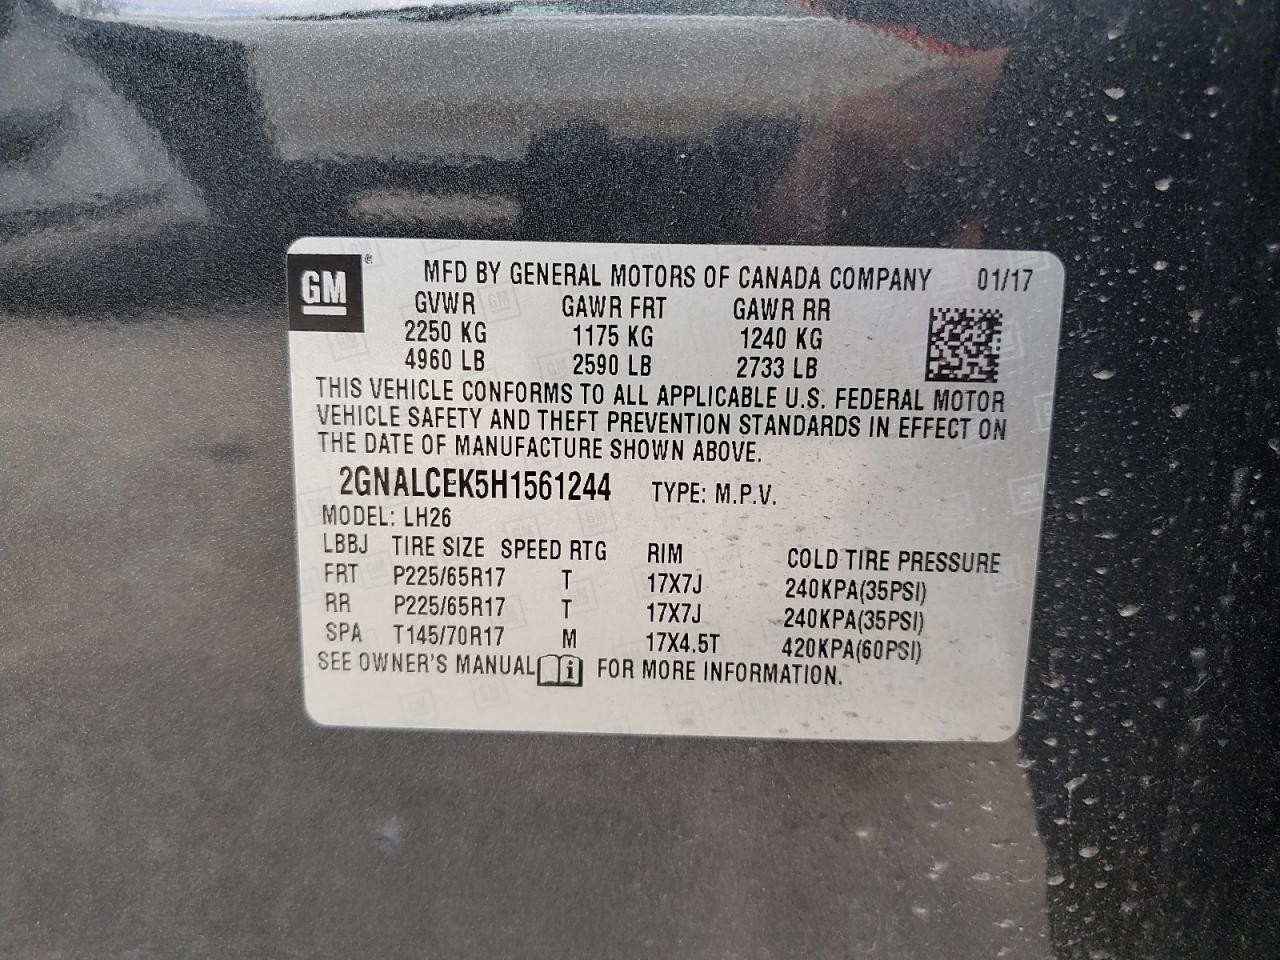 GM ® MFD BY GENERAL MOTORS OF CANADA COMPANY 01/17
GVWR GAWR FRT GAWR RR
2250 KG 1175 KG 1240 KG
4960 LB 2590 LB 2733 LB
THIS VEHICLE CONFORMS TO ALL APPLICABLE U.S. FEDERAL MOTOR
VEHICLE SAFETY AND THEFT PREVENTION STANDARDS IN EFFECT ON
THE DATE OF MANUFACTURE SHOWN ABOVE.
2GNALCEK5H1561244 TYPE: M.P.V.
MODEL: LH26
LBBJ TIRE SIZE SPEED RTG RIM COLD TIRE PRESSURE
FRT P225/65R17 T 17X7J 240KPA(35PSI)
RR P225/65R17 T 17X7J 240KPA(35PSI)
SPA T145/70R17 M 17X4.5T 420KPA(60PSI)
SEE OWNER'S MANUAL i FOR MORE INFORMATION.